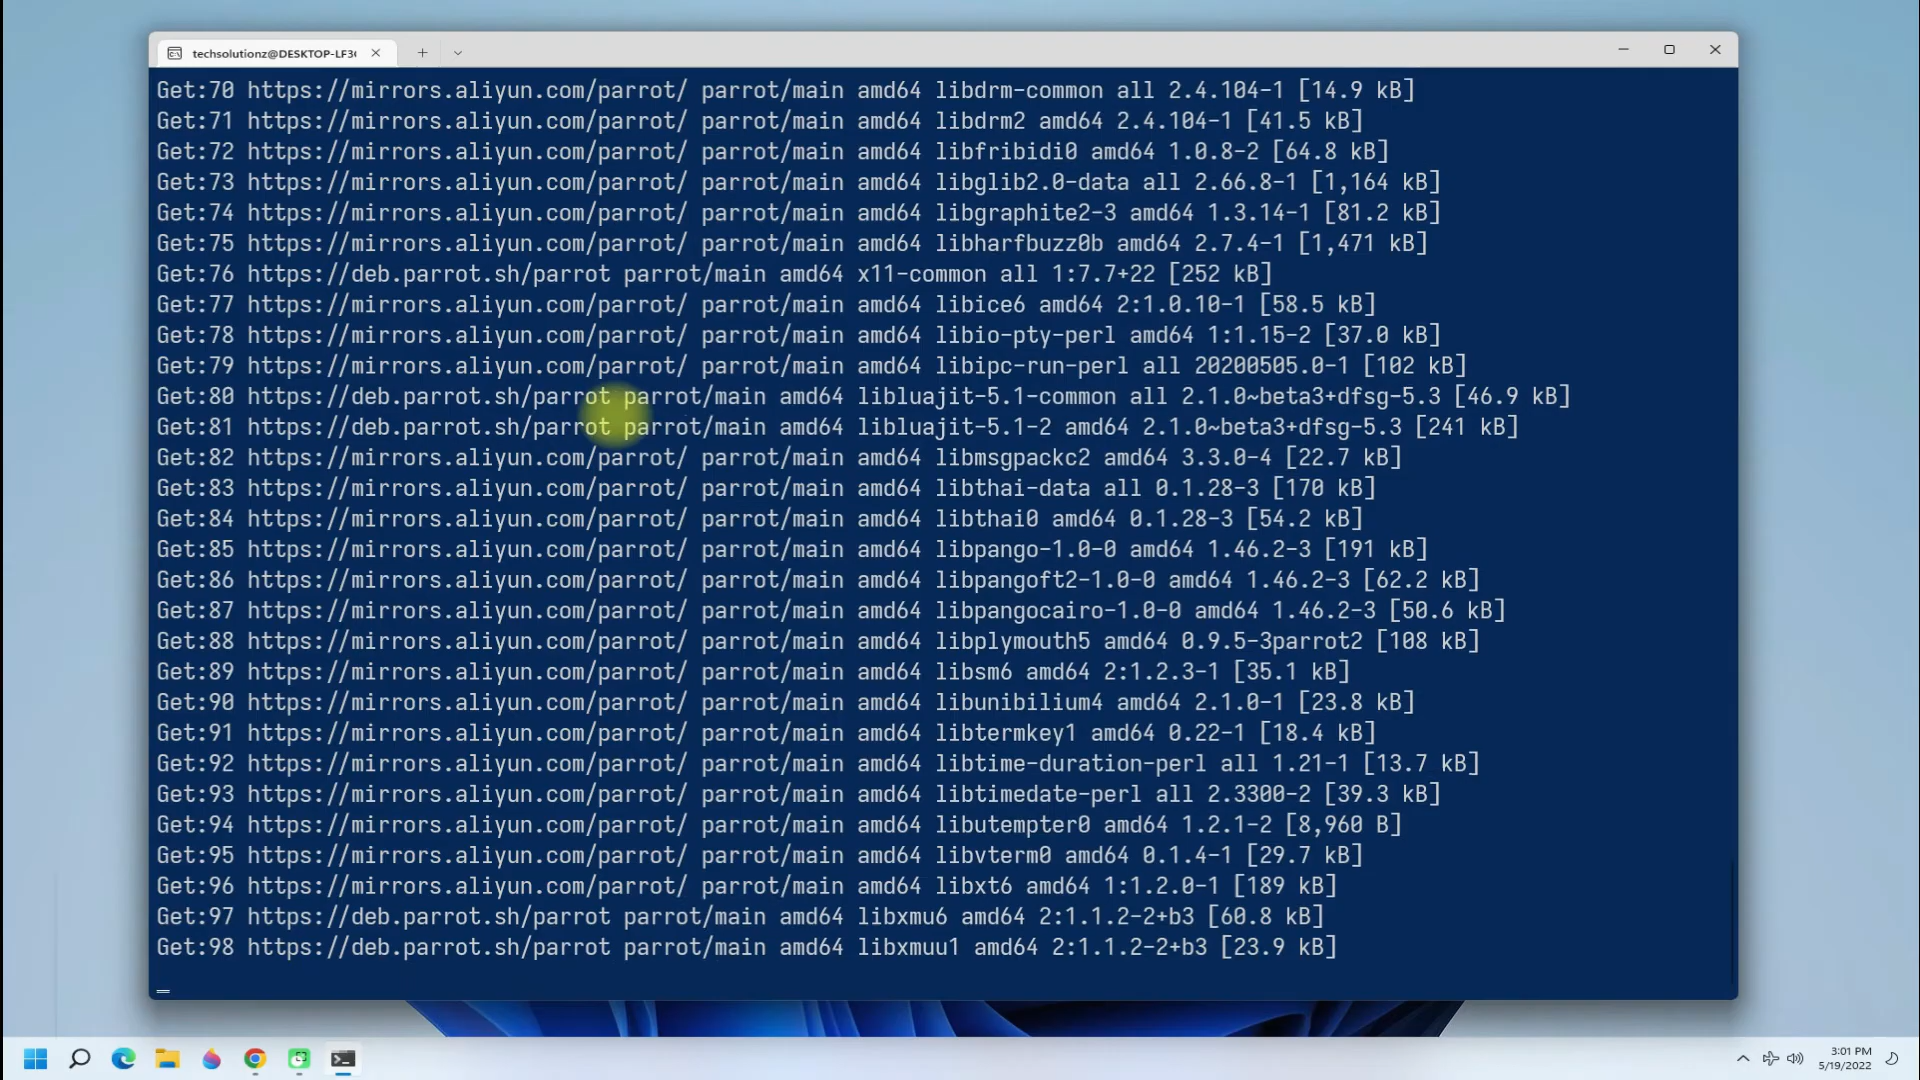 techsolutionz@DESKTOP-LF3
Get:70 https://mirrors.aliyun.com/parrot/ parrot/main amd64 libdrm-common all 2.4.104-1 [14.9 kB]
Get:71 https://mirrors.aliyun.com/parrot/ parrot/main amd64 libdrm2 amd64 2.4.104-1 [41.5 kB]
Get:72 https://mirrors.aliyun.com/parrot/ parrot/main amd64 libfribidi0 amd64 1.0.8-2 [64.8 kB]
Get:73 https://mirrors.aliyun.com/parrot/ parrot/main amd64 libglib2.0-data all 2.66.8-1 [1,164 kB]
Get:74 https://mirrors.aliyun.com/parrot/ parrot/main amd64 libgraphite2-3 amd64 1.3.14-1 [81.2 kB]
Get:75 https://mirrors.aliyun.com/parrot/ parrot/main amd64 libharfbuzz0b amd64 2.7.4-1 [1,471 kB]
Get:76 https://deb.parrot.sh/parrot parrot/main amd64 x11-common all 1:7.7+22 [252 kB]
Get:77 https://mirrors.aliyun.com/parrot/ parrot/main amd64 libice6 amd64 2:1.0.10-1 [58.5 kB]
Get:78 https://mirrors.aliyun.com/parrot/ parrot/main amd64 libio-pty-perl amd64 1:1.15-2 [37.0 kB]
Get:79 https://mirrors.aliyun.com/parrot/ parrot/main amd64 libipc-run-perl all 20200505.0-1 [102 kB]
Get:80 https://deb.parrot.sh/parrot parrot/main amd64 libluajit-5.1-common all 2.1.0~beta3+dfsg-5.3 [46.9 kB]
Get:81 https://deb.parrot.sh/parrot parrot/main amd64 libluajit-5.1-2 amd64 2.1.0~beta3+dfsg-5.3 [241 kB]
Get:82 https://mirrors.aliyun.com/parrot/ parrot/main amd64 libmsgpackc2 amd64 3.3.0-4 [22.7 kB]
Get:83 https://mirrors.aliyun.com/parrot/ parrot/main amd64 libthai-data all 0.1.28-3 [170 kB]
Get:84 https://mirrors.aliyun.com/parrot/ parrot/main amd64 libthai0 amd64 0.1.28-3 [54.2 kB]
Get:85 https://mirrors.aliyun.com/parrot/ parrot/main amd64 libpango-1.0-0 amd64 1.46.2-3 [191 kB]
Get:86 https://mirrors.aliyun.com/parrot/ parrot/main amd64 libpangoft2-1.0-0 amd64 1.46.2-3 [62.2 kB]
Get:87 https://mirrors.aliyun.com/parrot/ parrot/main amd64 libpangocairo-1.0-0 amd64 1.46.2-3 [50.6 kB]
Get:88 https://mirrors.aliyun.com/parrot/ parrot/main amd64 libplymouth5 amd64 0.9.5-3parrot2 [108 kB]
Get:89 https://mirrors.aliyun.com/parrot/ parrot/main amd64 libsm6 amd64 2:1.2.3-1 [35.1 kB]
Get:90 https://mirrors.aliyun.com/parrot/ parrot/main amd64 libunibilium4 amd64 2.1.0-1 [23.8 kB]
Get:91 https://mirrors.aliyun.com/parrot/ parrot/main amd64 libtermkey1 amd64 0.22-1 [18.4 kB]
Get:92 https://mirrors.aliyun.com/parrot/ parrot/main amd64 libtime-duration-perl all 1.21-1 [13.7 kB]
Get:93 https://mirrors.aliyun.com/parrot/ parrot/main amd64 libtimedate-perl all 2.3300-2 [39.3 kB]
Get:94 https://mirrors.aliyun.com/parrot/ parrot/main amd64 libutempter0 amd64 1.2.1-2 [8,960 B]
Get:95 https://mirrors.aliyun.com/parrot/ parrot/main amd64 libvterm0 amd64 0.1.4-1 [29.7 kB]
Get:96 https://mirrors.aliyun.com/parrot/ parrot/main amd64 libxt6 amd64 1:1.2.0-1 [189 kB]
Get:97 https://deb.parrot.sh/parrot parrot/main amd64 libxmu6 amd64 2:1.1.2-2+b3 [60.8 kB]
Get:98 https://deb.parrot.sh/parrot parrot/main amd64 libxmuu1 amd64 2:1.1.2-2+b3 [23.9 kB]
3:01 PM
5/19/2022